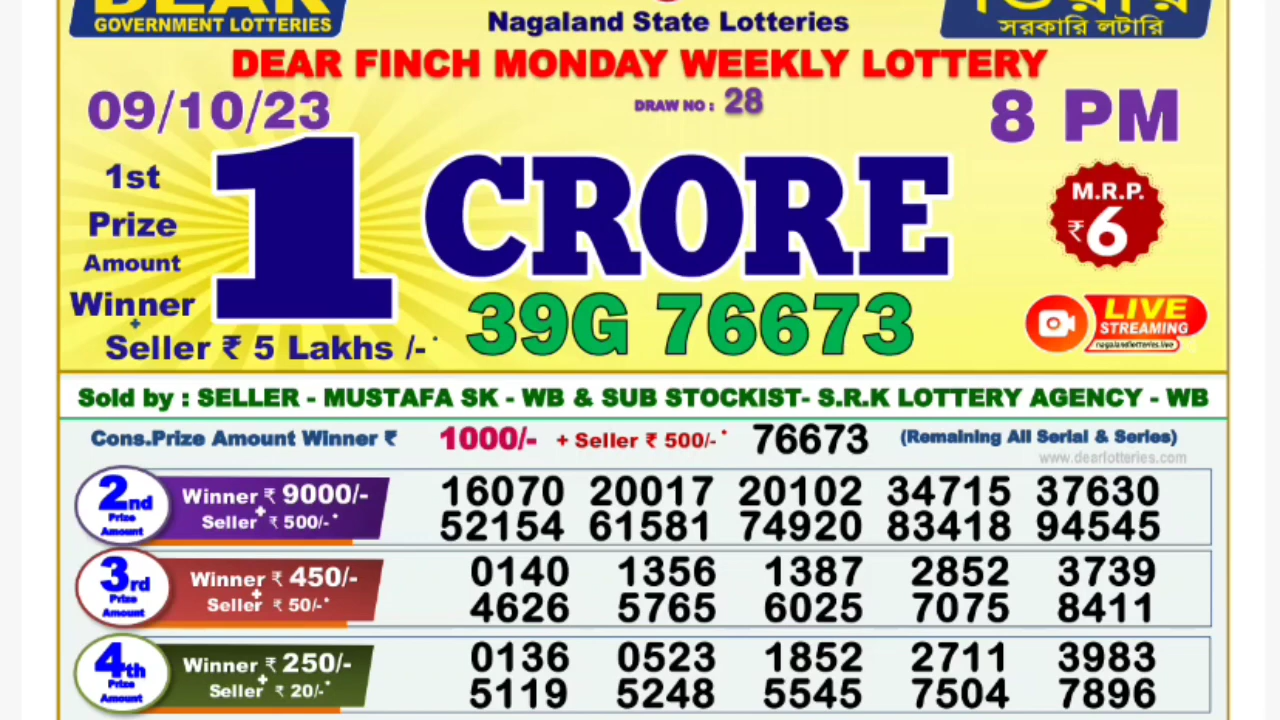 DEAR
GOVERNMENT LOTTERIES
Nagaland State Lotteries
ডিয়ার
সরকারি লটারি
DEAR FINCH MONDAY WEEKLY LOTTERY
09/10/23
DRAW NO : 28
8 PM
1st
Prize
Amount
Winner
+
Seller ₹ 5 Lakhs /-*
1 CRORE
39G 76673
M.R.P.
₹6
LIVE
STREAMING
nagalandlotteries.live
Sold by : SELLER - MUSTAFA SK - WB & SUB STOCKIST- S.R.K LOTTERY AGENCY - WB
Cons.Prize Amount Winner ₹ 1000/- + Seller ₹ 500/-* 76673 (Remaining All Serial & Series)
www.dearlotteries.com
2nd
Prize
Amount
Winner ₹ 9000/-
+
Seller ₹ 500/-*
16070 20017 20102 34715 37630
52154 61581 74920 83418 94545
3rd
Prize
Amount
Winner ₹ 450/-
+
Seller ₹ 50/-*
0140 1356 1387 2852 3739
4626 5765 6025 7075 8411
4th
Prize
Amount
Winner ₹ 250/-
+
Seller ₹ 20/-*
0136 0523 1852 2711 3983
5119 5248 5545 7504 7896